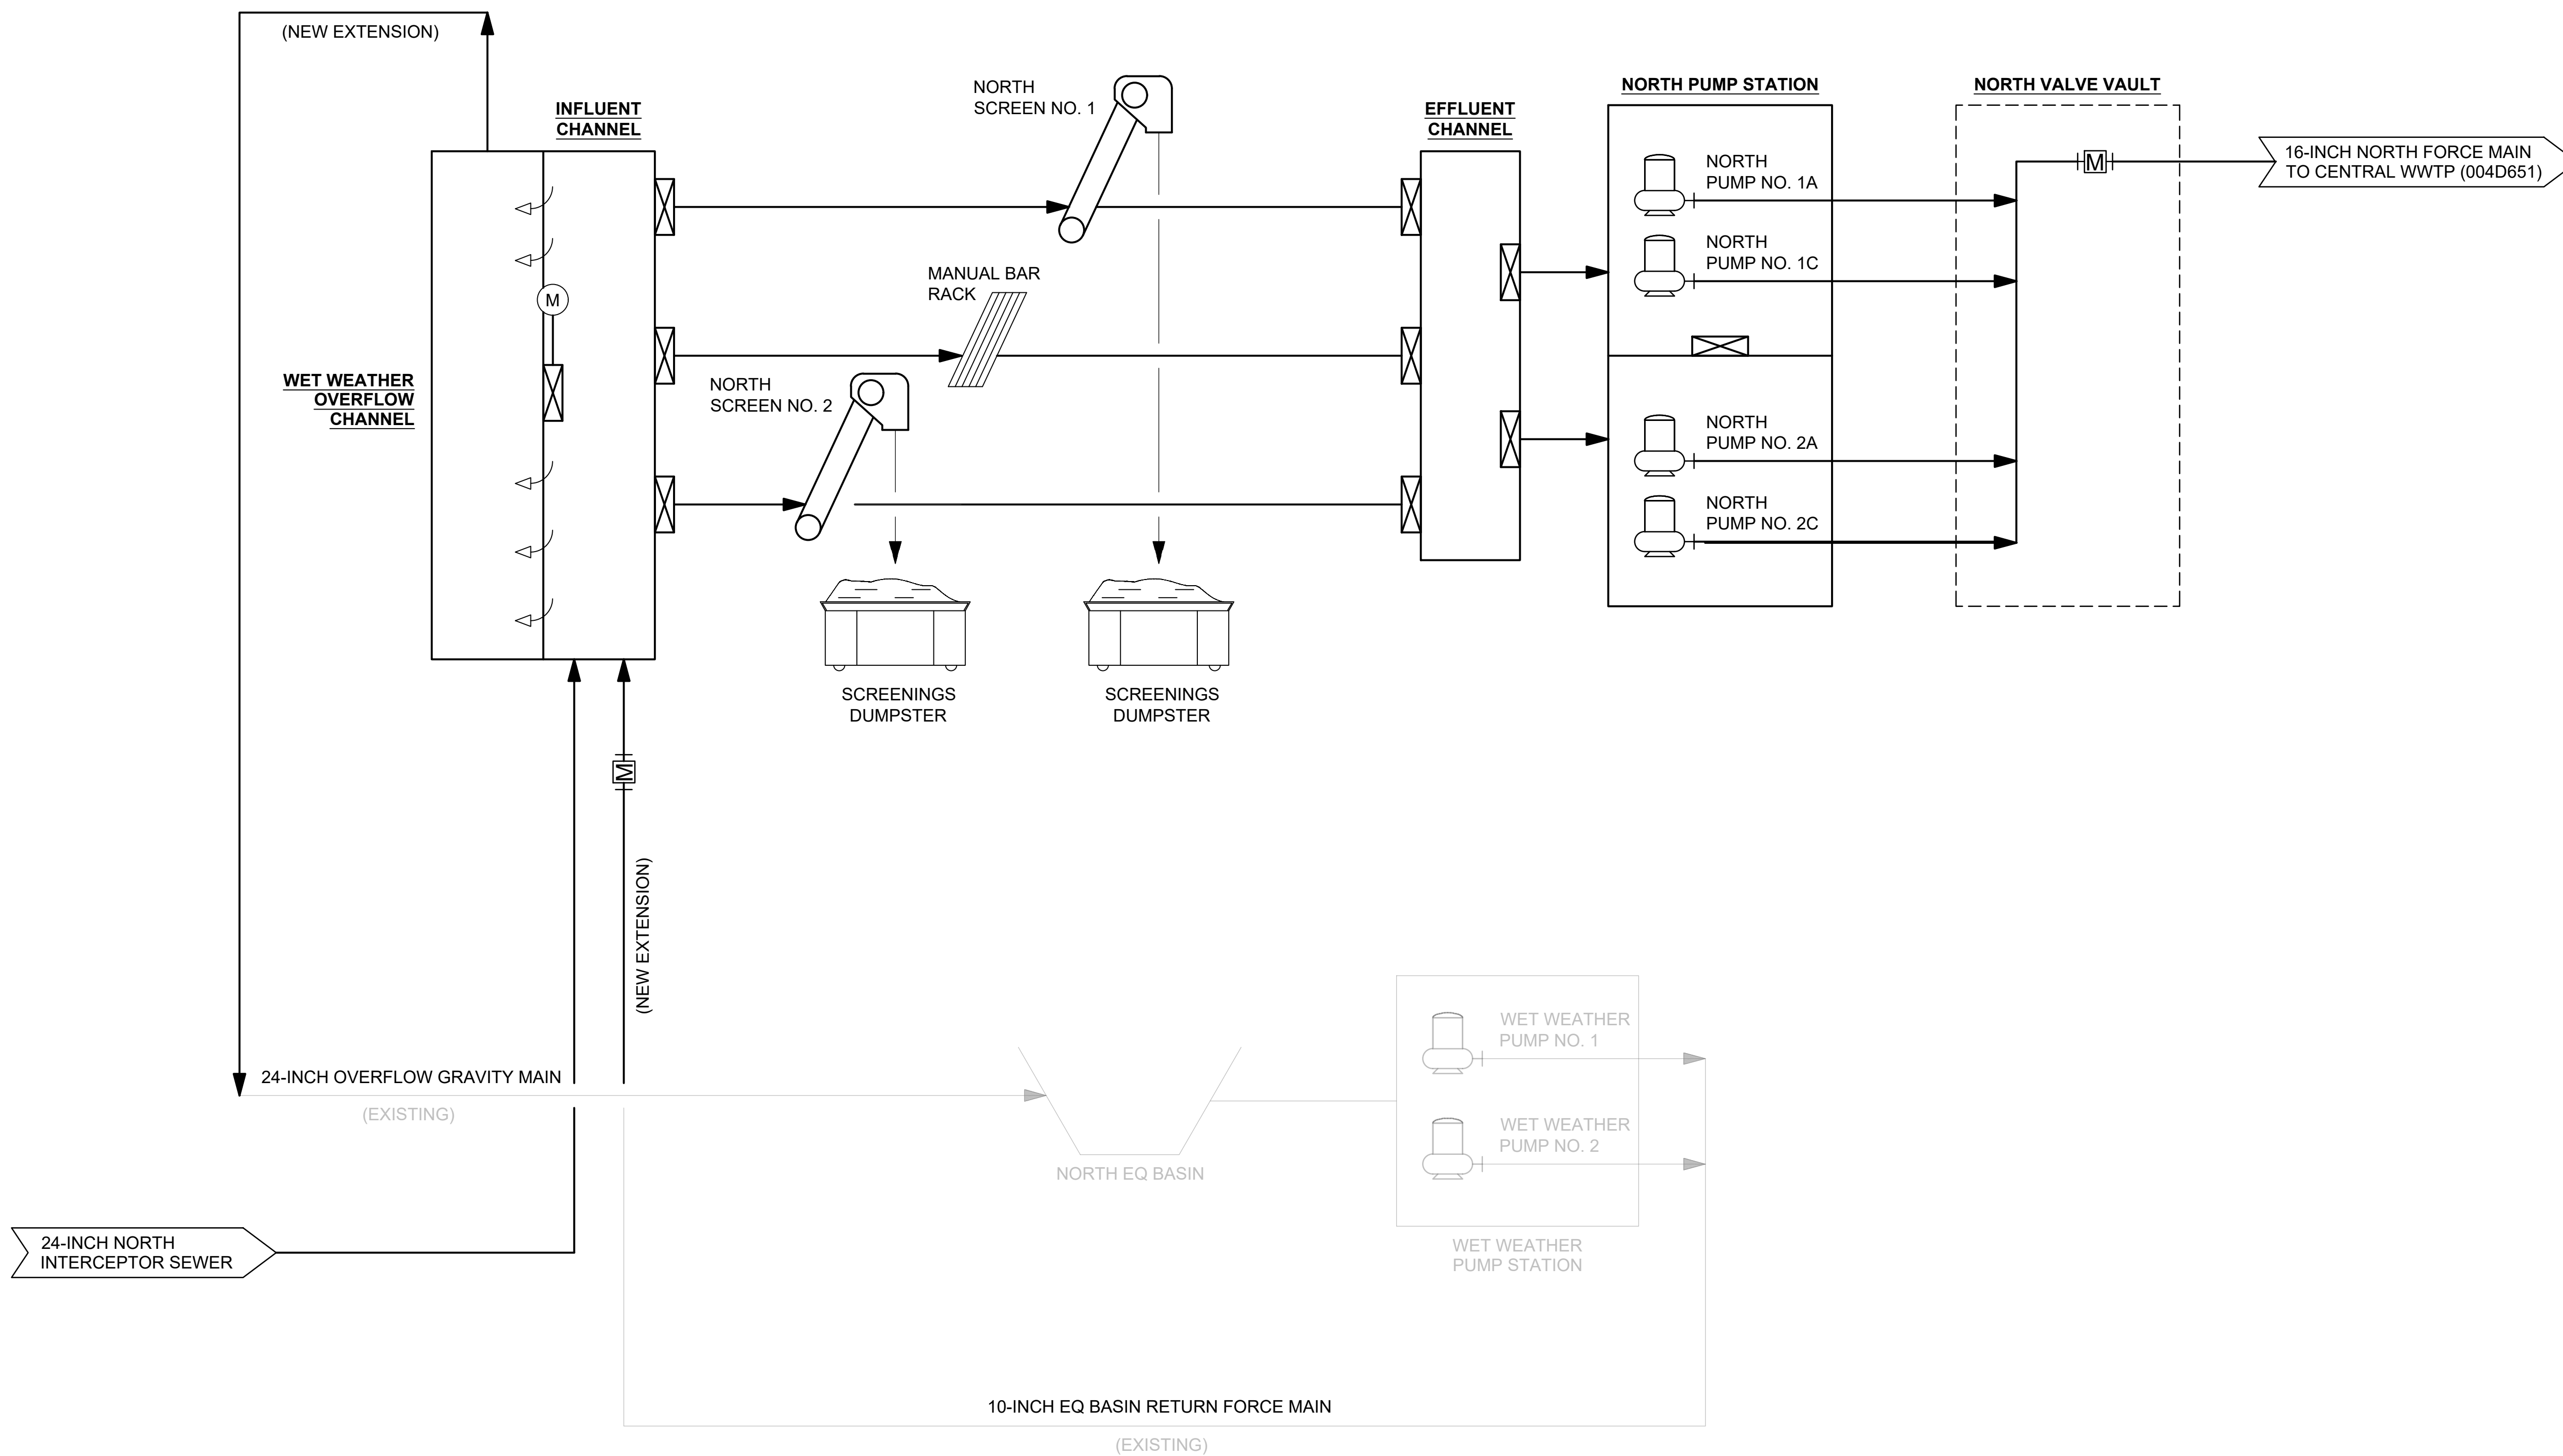 (NEW EXTENSION)
INFLUENT
CHANNEL
NORTH
SCREEN NO. 1
EFFLUENT
CHANNEL
NORTH PUMP STATION
NORTH VALVE VAULT
NORTH
PUMP NO. 1A
M
16-INCH NORTH FORCE MAIN
TO CENTRAL WWTP (004D651)
NORTH
PUMP NO. 1C
MANUAL BAR
RACK
M
WET WEATHER
OVERFLOW
CHANNEL
NORTH
SCREEN NO. 2
NORTH
PUMP NO. 2A
NORTH
PUMP NO. 2C
SCREENINGS
DUMPSTER
SCREENINGS
DUMPSTER
M
(NEW EXTENSION)
24-INCH OVERFLOW GRAVITY MAIN
(EXISTING)
WET WEATHER
PUMP NO. 1
WET WEATHER
PUMP NO. 2
NORTH EQ BASIN
WET WEATHER
PUMP STATION
24-INCH NORTH
INTERCEPTOR SEWER
10-INCH EQ BASIN RETURN FORCE MAIN
(EXISTING)